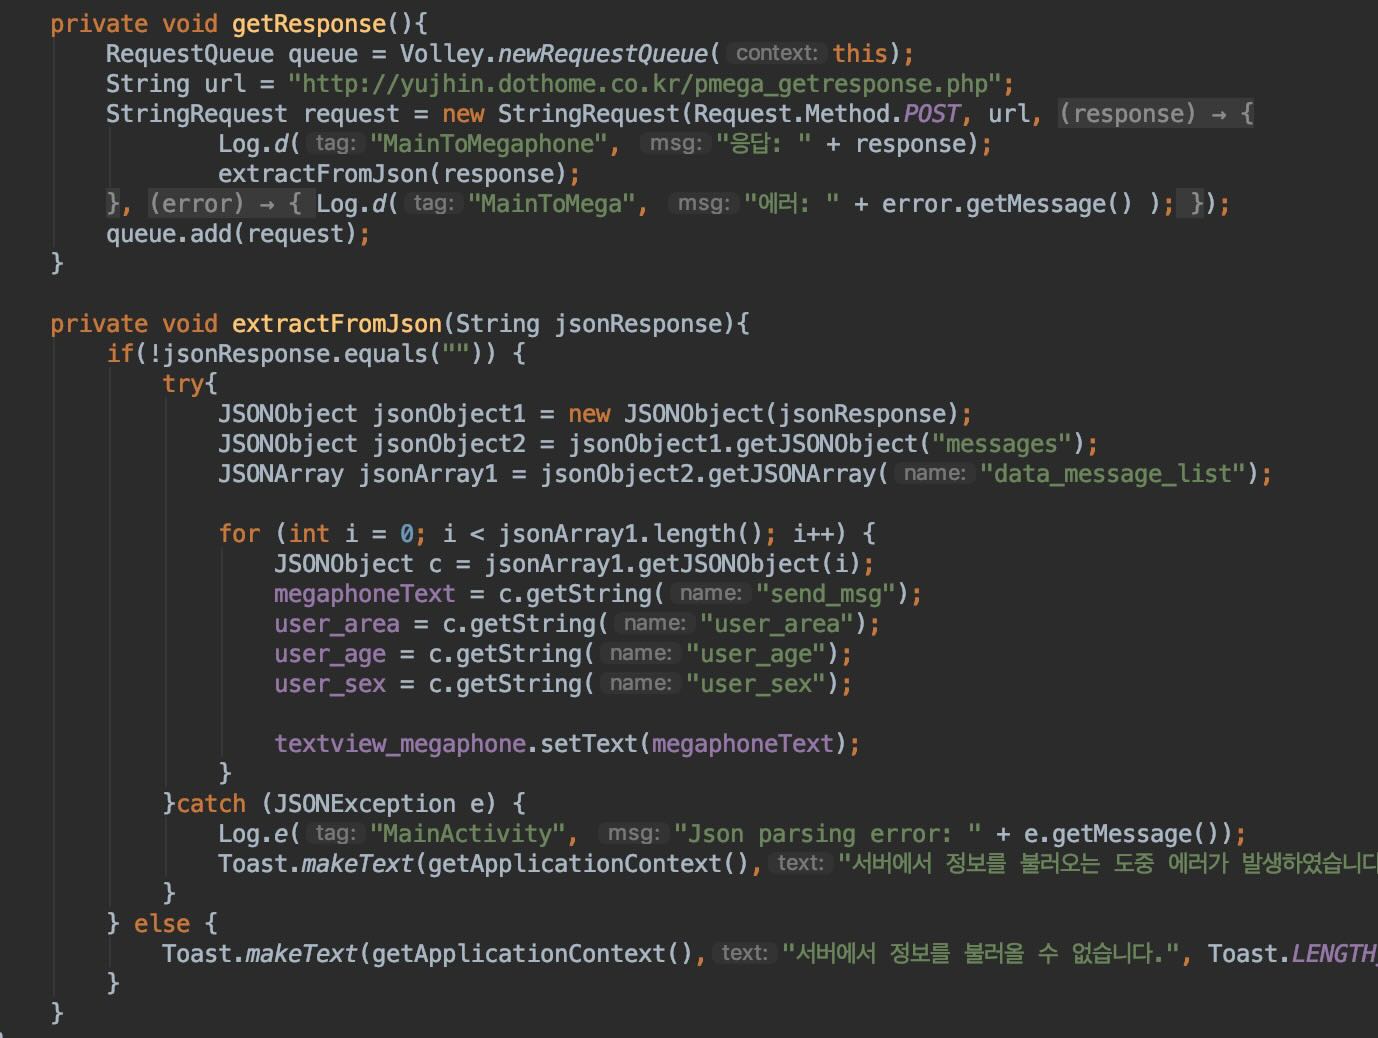 private void getResponse(){
RequestQueue queue = Volley.newRequestQueue( context: this);
String url = "http://yujhin.dothome.co.kr/pmega_getresponse.php";
StringRequest request = new StringRequest(Request.Method.POST, url, (response) → {
Log.d( tag: "MainToMegaphone", msg: "응답: " + response);
extractFromJson(response);
}, (error) → { Log.d( tag: "MainToMega", msg: "에러: " + error.getMessage() ); });
queue.add(request);
}
private void extractFromJson(String jsonResponse){
if(!jsonResponse.equals("")) {
try{
JSONObject jsonObject1 = new JSONObject(jsonResponse);
JSONObject jsonObject2 = jsonObject1.getJSONObject("messages");
JSONArray jsonArray1 = jsonObject2.getJSONArray( name: "data_message_list");
for (int i = 0; i < jsonArray1.length(); i++) {
JSONObject c = jsonArray1.getJSONObject(i);
megaphoneText = c.getString( name: "send_msg");
user_area = c.getString( name: "user_area");
user_age = c.getString( name: "user_age");
user_sex = c.getString( name: "user_sex");
textview_megaphone.setText(megaphoneText);
}
}catch (JSONException e) {
Log.e( tag: "MainActivity", msg: "Json parsing error: " + e.getMessage());
Toast.makeText(getApplicationContext(), text: "서버에서 정보를 불러오는 도중 에러가 발생하였습니다
}
} else {
Toast.makeText(getApplicationContext(), text: "서버에서 정보를 불러올 수 없습니다.", Toast.LENGTH_
}
}